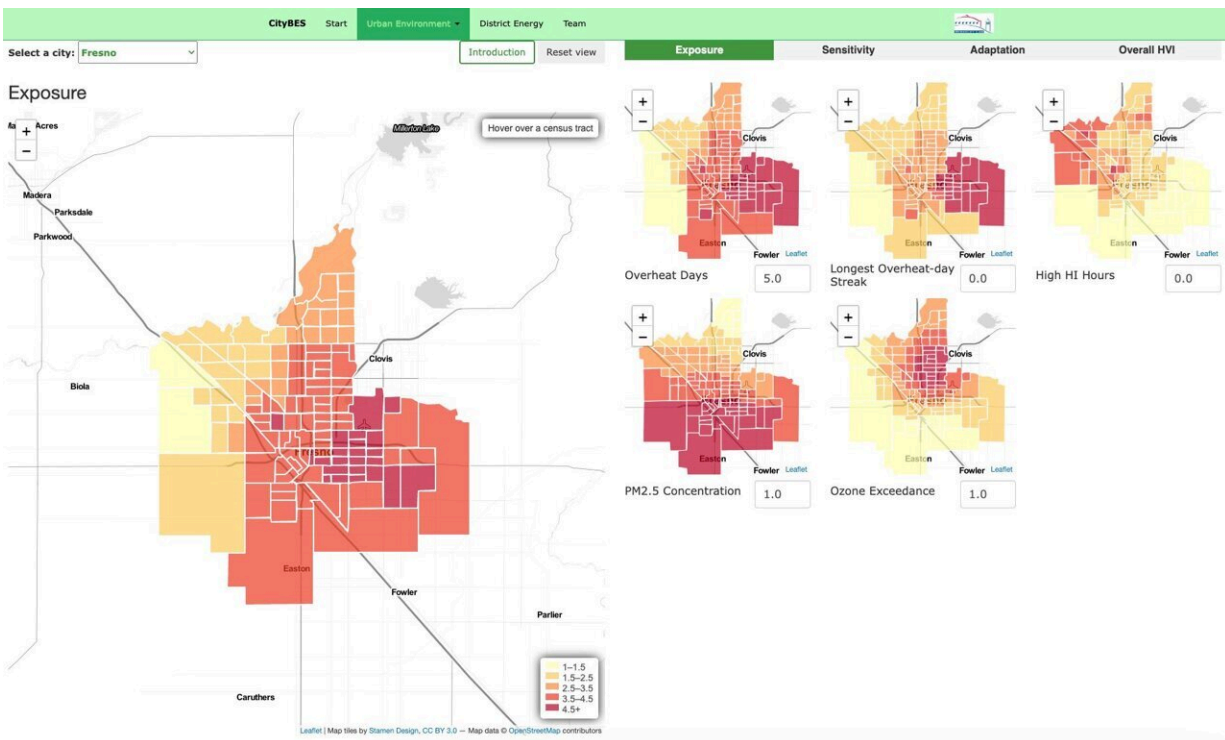 CityBES Start Urban Environment District Energy Team
Select a city: Fresno
Introduction Reset view
Exposure Sensitivity Adaptation Overall HVI
Exposure
Acres
+
−
Millerton Lake
Hover over a census tract
Madera
Parksdale
Parkwood
Clovis
Biola
Fresno
Easton
Fowler
Parlier
Caruthers
1–1.5
1.5–2.5
2.5–3.5
3.5–4.5
4.5+
Leaflet | Map tiles by Stamen Design, CC BY 3.0 — Map data © OpenStreetMap contributors
+
−
Clovis
Easton
Fowler Leaflet
Overheat Days 5.0
+
−
Clovis
Easton
Fowler Leaflet
Longest Overheat-day
Streak 0.0
+
−
Clovis
Easton
Fowler Leaflet
High HI Hours 0.0
+
−
Clovis
Easton
Fowler Leaflet
PM2.5 Concentration 1.0
+
−
Clovis
Easton
Fowler Leaflet
Ozone Exceedance 1.0